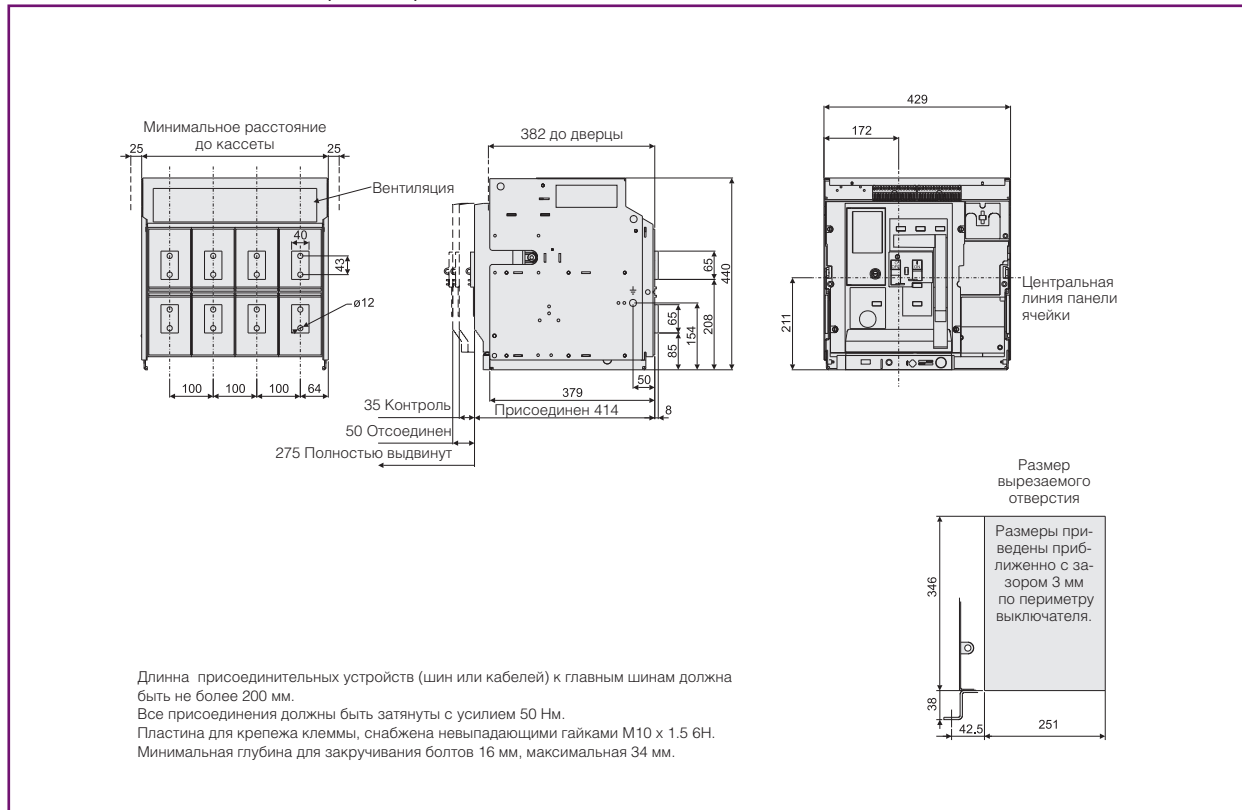 Минимальное расстояние
до кассеты
25
25
Вентиляция
40
43
ø12
100
100
100
64
382 до дверцы
440
65
65
208
154
85
50
379
8
35 Контроль
Присоединен 414
50 Отсоединен
275 Полностью выдвинут
429
172
211
Центральная
линия панели
ячейки
Размер
вырезаемого
отверстия
Размеры при-
ведены приб-
лиженно с за-
зором 3 мм
по периметру
выключателя.
346
38
42.5
251
Длинна присоединительных устройств (шин или кабелей) к главным шинам должна
быть не более 200 мм.
Все присоединения должны быть затянуты с усилием 50 Нм.
Пластина для крепежа клеммы, снабжена невыпадающими гайками М10 х 1.5 6Н.
Минимальная глубина для закручивания болтов 16 мм, максимальная 34 мм.